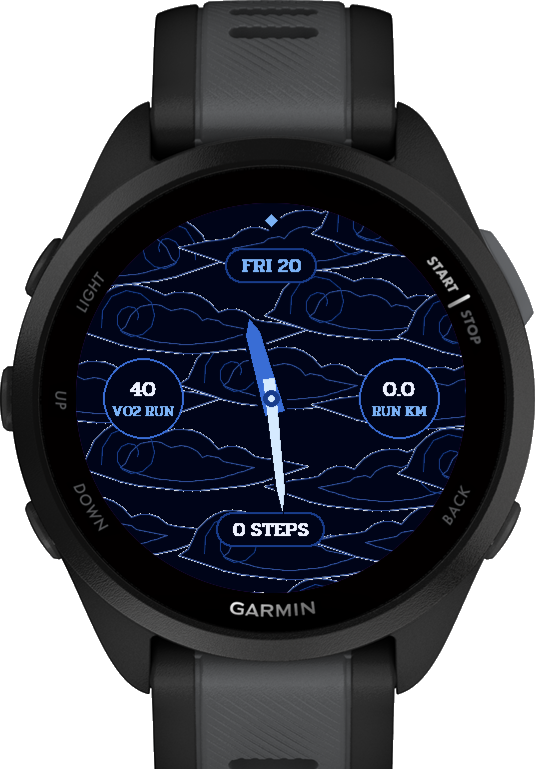 FRI 20
LIGHT
START
STOP
40
VO2 RUN
0.0
RUN KM
UP
DOWN
BACK
0 STEPS
GARMIN